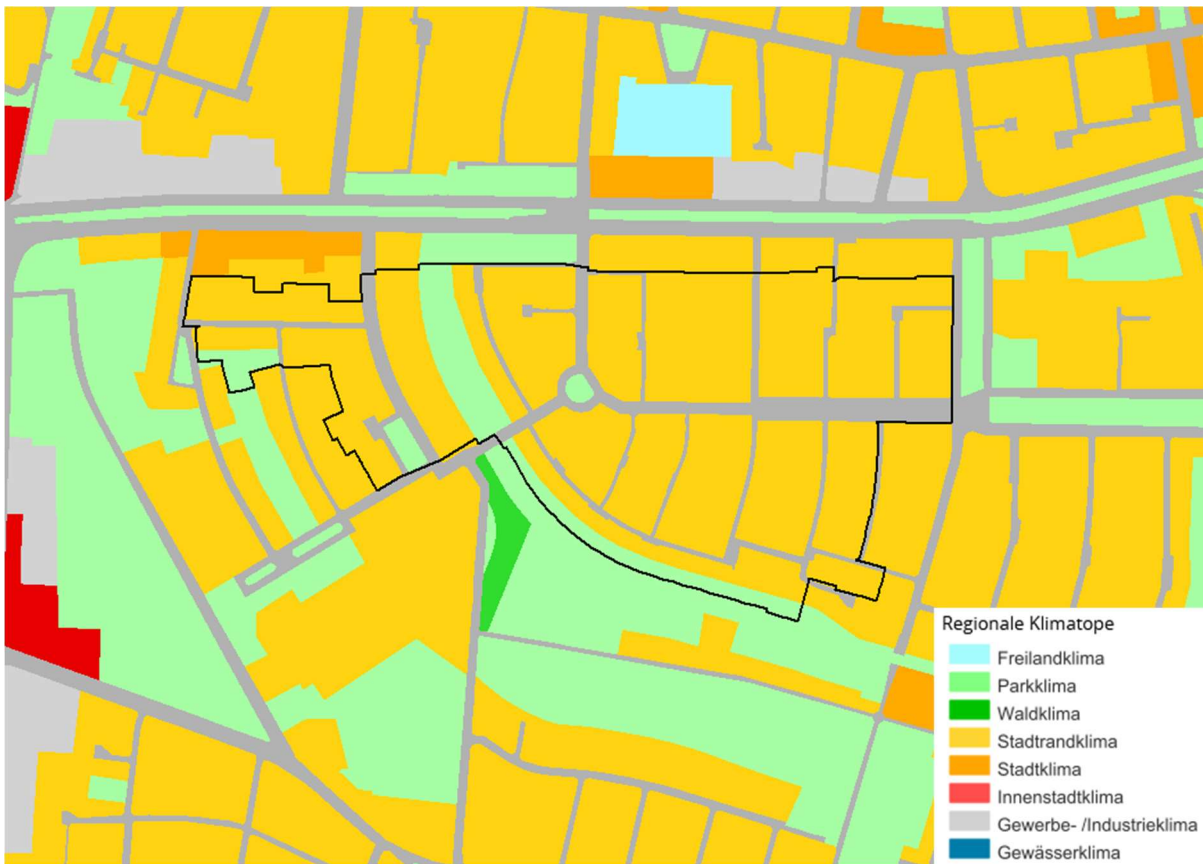 Regionale Klimatope
Freilandklima
Parkklima
Waldklima
Stadtrandklima
Stadtklima
Innenstadtklima
Gewerbe- /Industrieklima
Gewässerklima